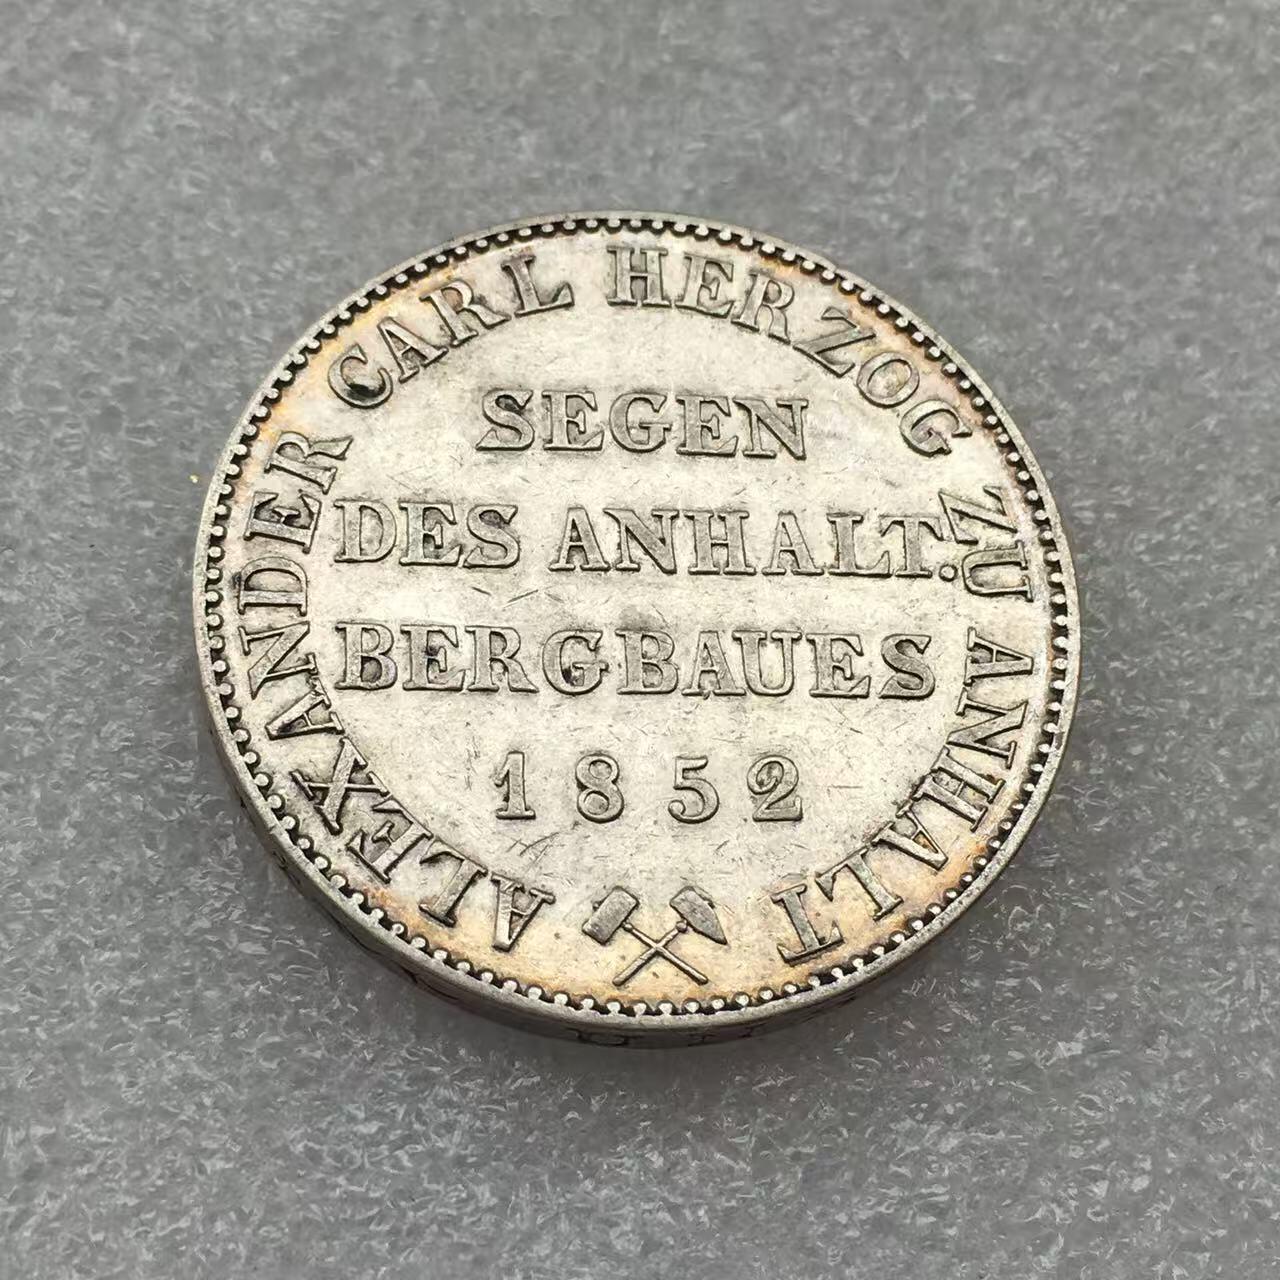 ALEXANDER CARL HERZOG ZU ANHALT
SEGEN
DES ANHALT.
BERGBAUES
1852